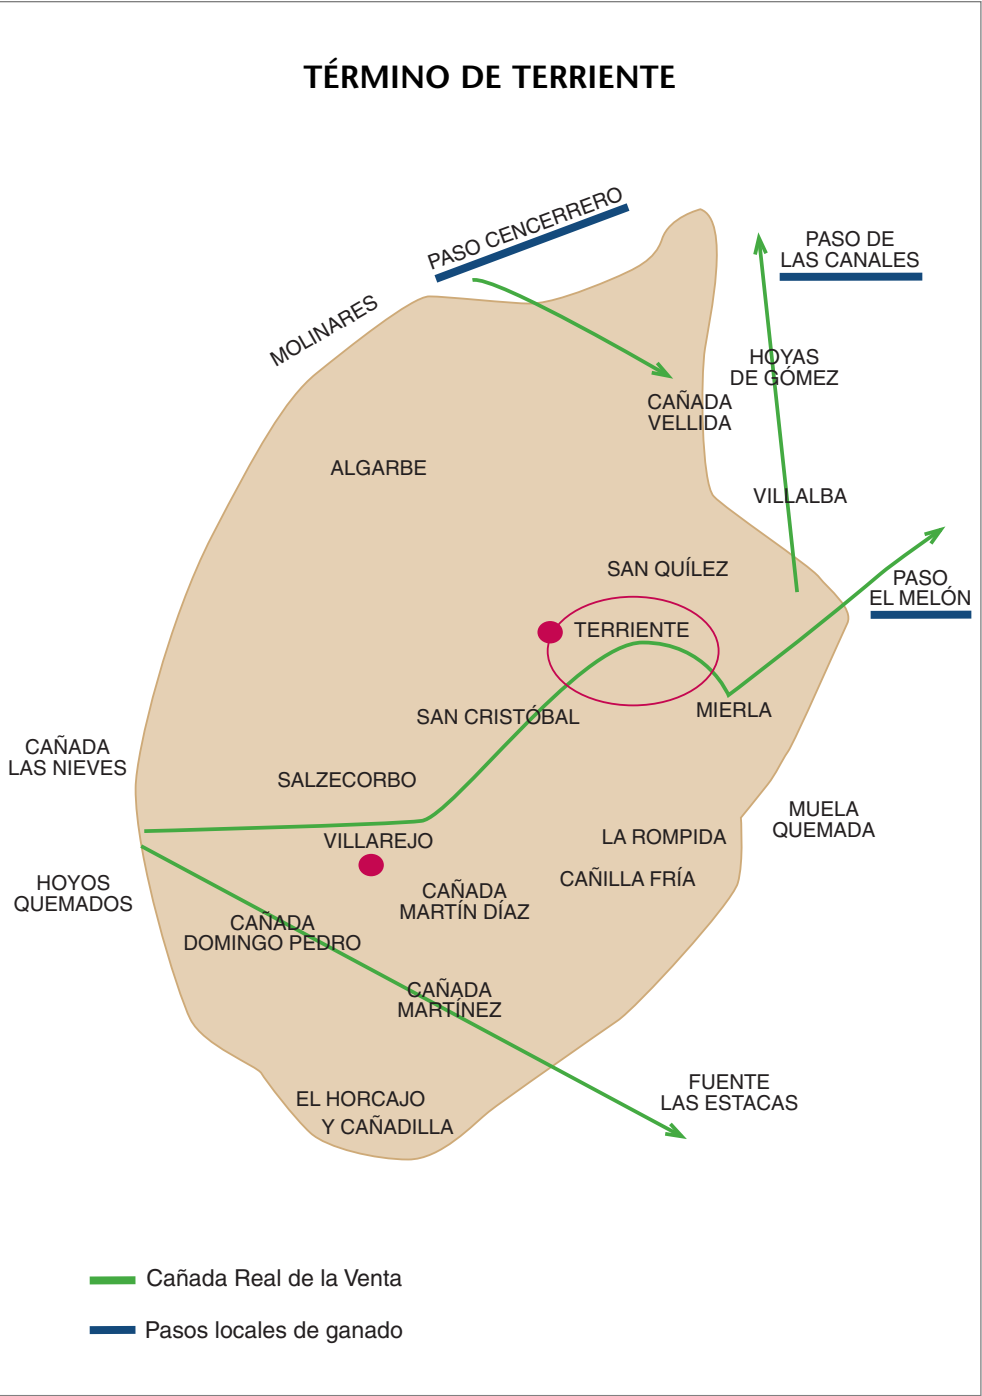 TÉRMINO DE TERRIENTE
PASO CENCERRERO
PASO DE
LAS CANALES
MOLINARES
HOYAS
DE GÓMEZ
CAÑADA
VELLIDA
ALGARBE
VILLALBA
SAN QUÍLEZ
PASO
EL MELÓN
TERRIENTE
SAN CRISTÓBAL
MIERLA
CAÑADA
LAS NIEVES
SALZECORBO
MUELA
QUEMADA
VILLAREJO
LA ROMPIDA
HOYOS
QUEMADOS
CAÑADA
MARTÍN DÍAZ
CAÑILLA FRÍA
CAÑADA
DOMINGO PEDRO
CAÑADA
MARTÍNEZ
FUENTE
LAS ESTACAS
EL HORCAJO
Y CAÑADILLA
Cañada Real de la Venta
Pasos locales de ganado